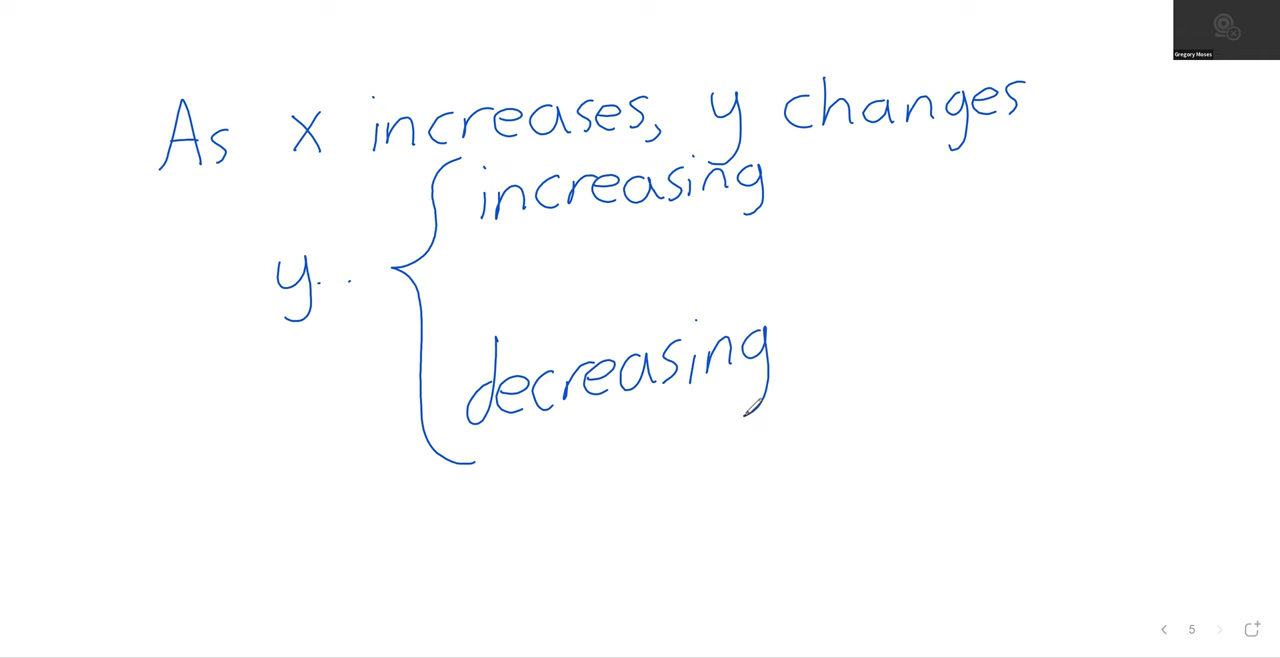 Gregory Moses
As x increases, y changes
increasing
y
decreasing
5